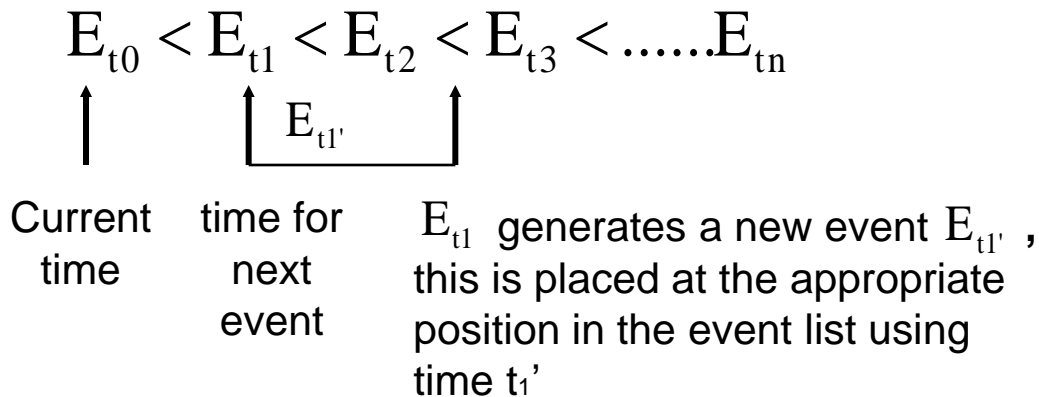 E_t0 < E_t1 < E_t2 < E_t3 < ......E_tn
E_t1'
Current time
time for next event
E_t1 generates a new event E_t1' ,
this is placed at the appropriate
position in the event list using
time t₁’